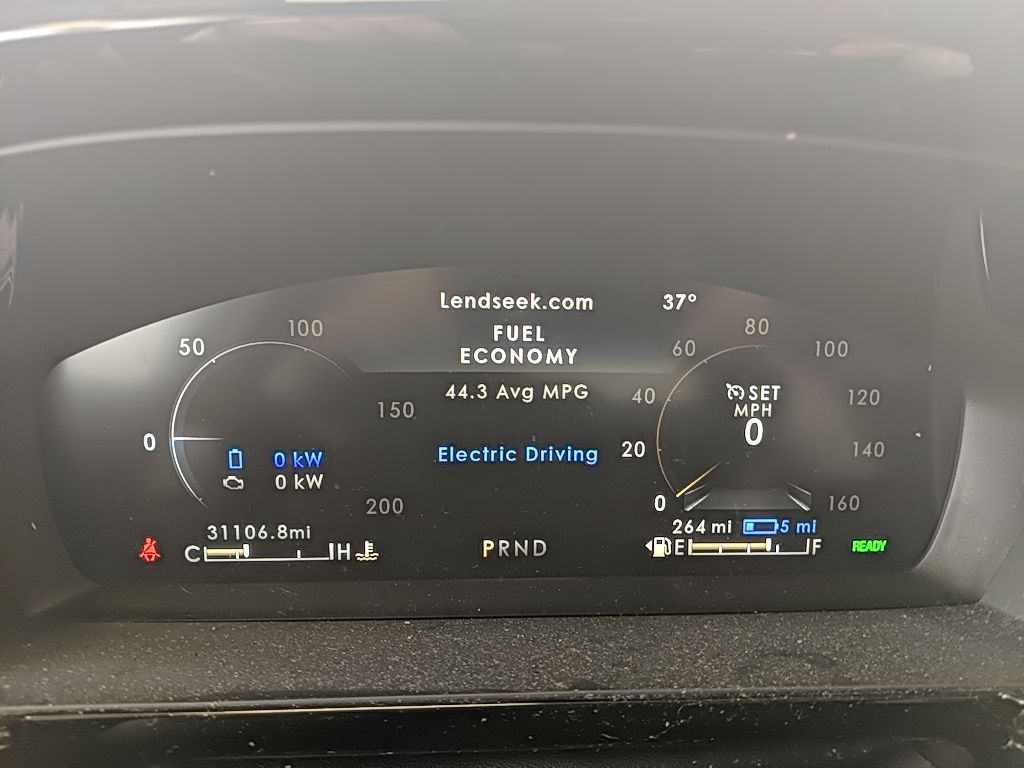 Lendseek.com 37°
FUEL
ECONOMY
44.3 Avg MPG
Electric Driving
0
50
100
150
200
0 kW
0 kW
31106.8mi
C H
PRND
0
20
40
60
80
100
120
140
160
SET
MPH
0
264 mi 5 mi
E F
READY